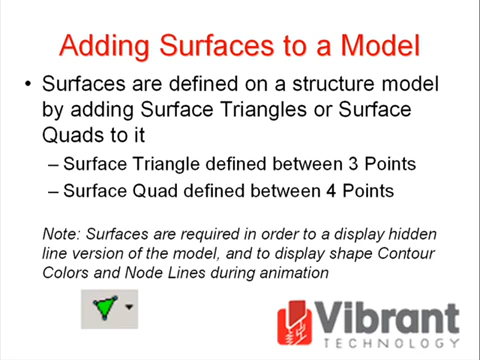 Adding Surfaces to a Model
• Surfaces are defined on a structure model
by adding Surface Triangles or Surface
Quads to it
– Surface Triangle defined between 3 Points
– Surface Quad defined between 4 Points
Note: Surfaces are required in order to a display hidden
line version of the model, and to display shape Contour
Colors and Node Lines during animation
Vibrant
TECHNOLOGY